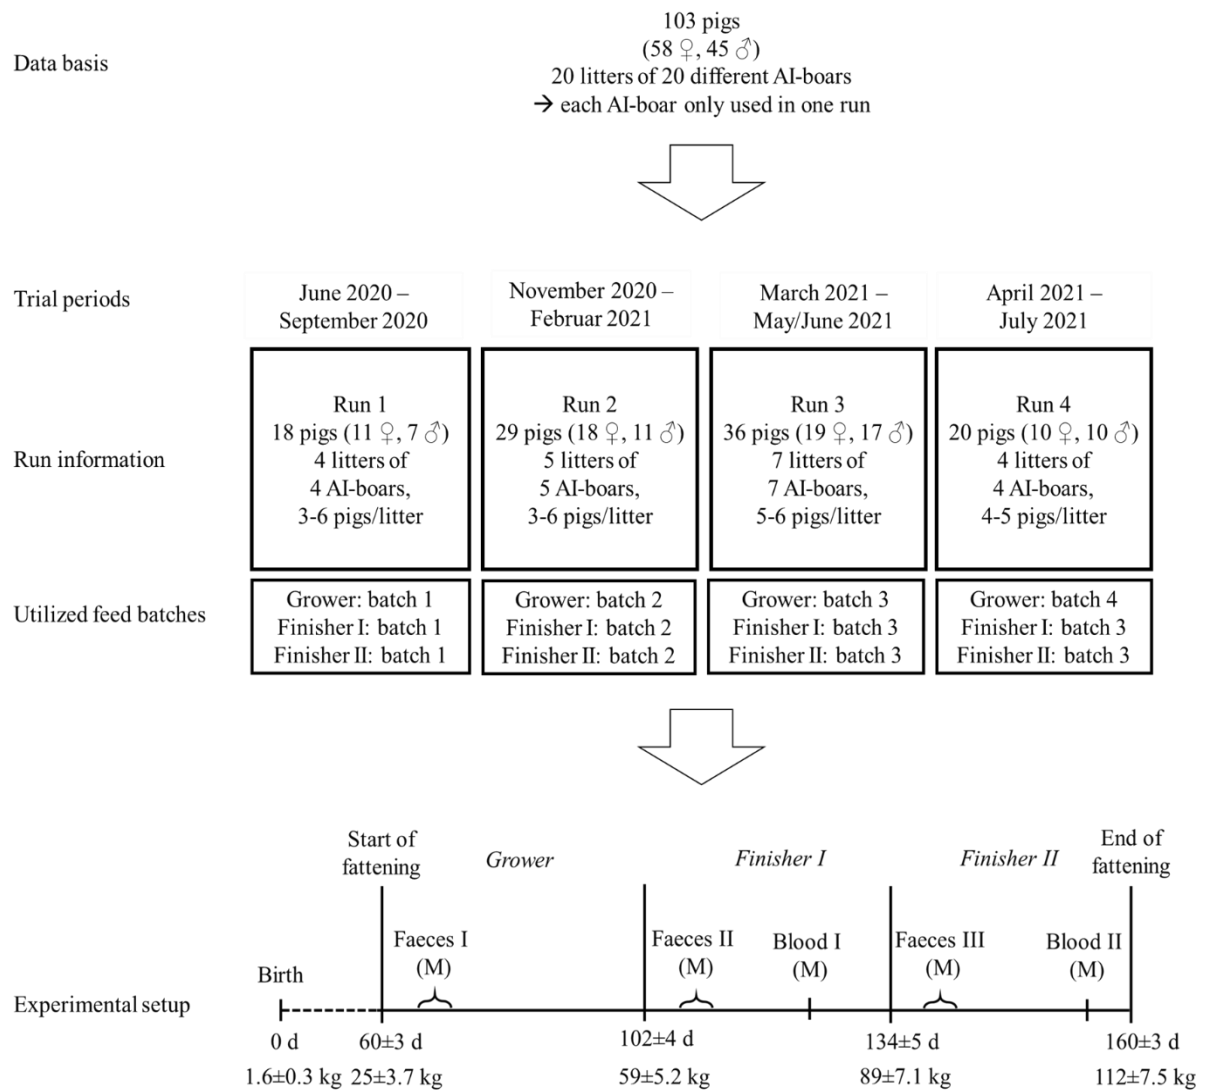 Data basis
103 pigs
(58 ♀, 45 ♂)
20 litters of 20 different AI-boars
→ each AI-boar only used in one run
Trial periods
June 2020 –
September 2020
November 2020 –
Februar 2021
March 2021 –
May/June 2021
April 2021 –
July 2021
Run information
Run 1
18 pigs (11 ♀, 7 ♂)
4 litters of
4 AI-boars,
3-6 pigs/litter
Run 2
29 pigs (18 ♀, 11 ♂)
5 litters of
5 AI-boars,
3-6 pigs/litter
Run 3
36 pigs (19 ♀, 17 ♂)
7 litters of
7 AI-boars,
5-6 pigs/litter
Run 4
20 pigs (10 ♀, 10 ♂)
4 litters of
4 AI-boars,
4-5 pigs/litter
Utilized feed batches
Grower: batch 1
Finisher I: batch 1
Finisher II: batch 1
Grower: batch 2
Finisher I: batch 2
Finisher II: batch 2
Grower: batch 3
Finisher I: batch 3
Finisher II: batch 3
Grower: batch 4
Finisher I: batch 3
Finisher II: batch 3
Experimental setup
Start of
fattening
Grower
Finisher I
Finisher II
End of
fattening
Birth
Faeces I
(M)
Faeces II
(M)
Blood I
(M)
Faeces III
(M)
Blood II
(M)
0 d
60±3 d
102±4 d
134±5 d
160±3 d
1.6±0.3 kg
25±3.7 kg
59±5.2 kg
89±7.1 kg
112±7.5 kg